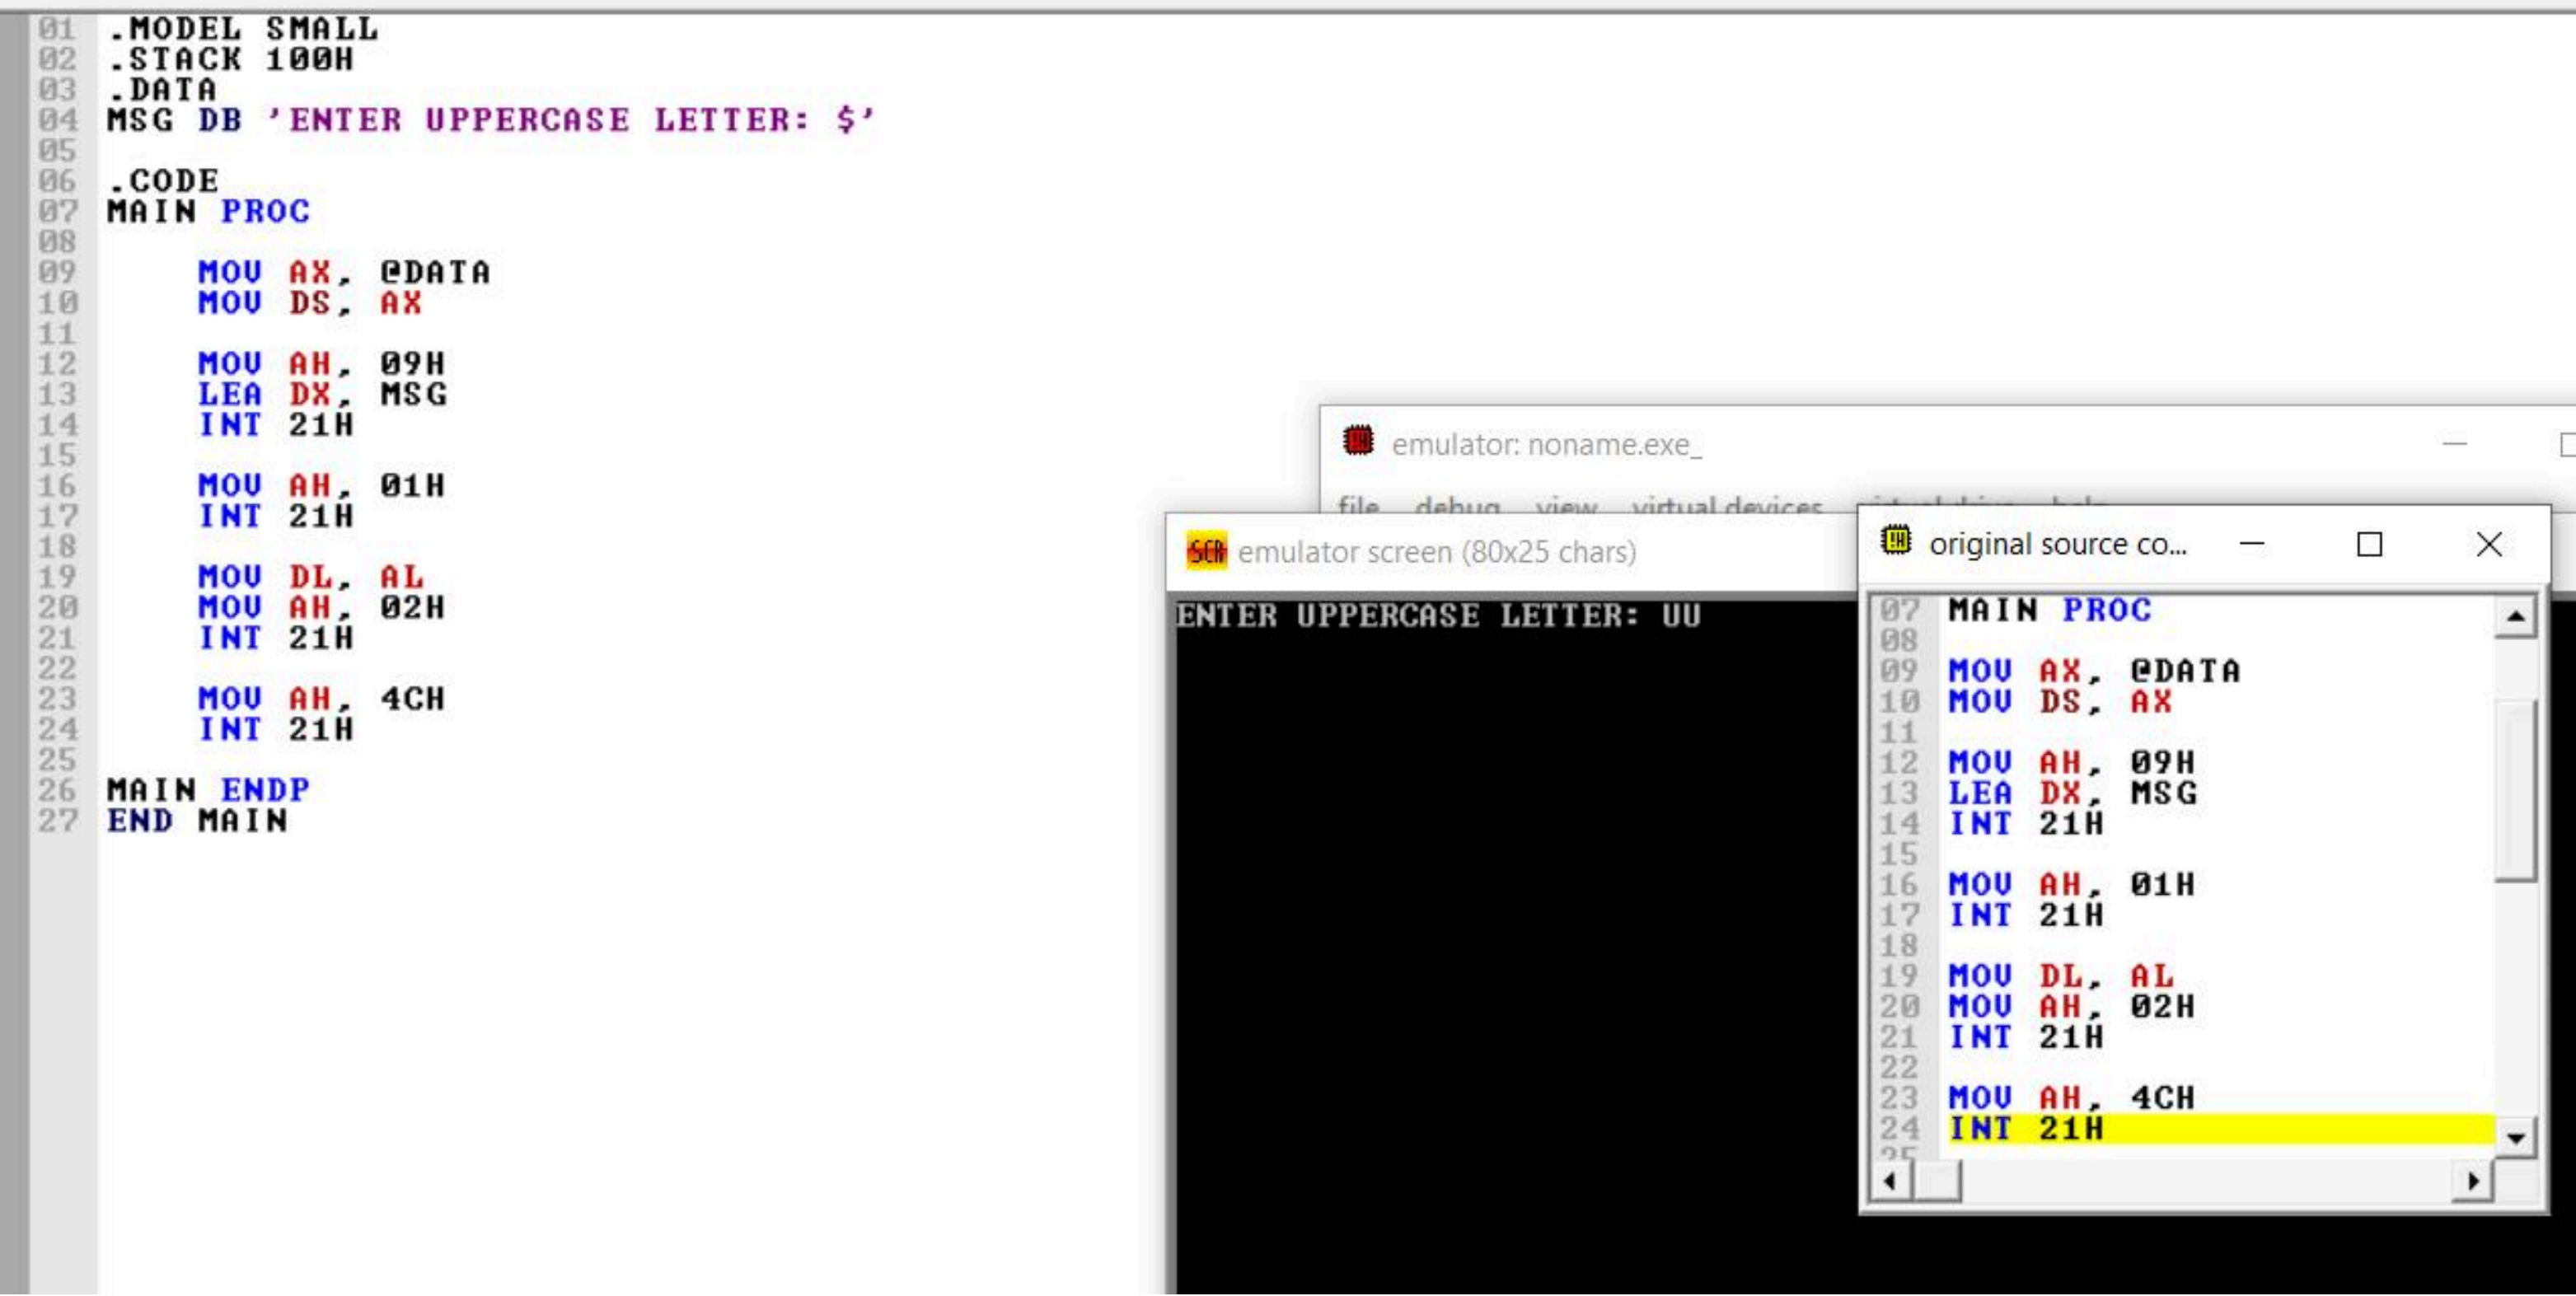 01 .MODEL SMALL
02 .STACK 100H
03 .DATA
04 MSG DB 'ENTER UPPERCASE LETTER: $'
05
06 .CODE
07 MAIN PROC
08
09 MOV AX, @DATA
10 MOV DS, AX
11
12 MOV AH, 09H
13 LEA DX, MSG
14 INT 21H
15
16 MOV AH, 01H
17 INT 21H
18
19 MOV DL, AL
20 MOV AH, 02H
21 INT 21H
22
23 MOV AH, 4CH
24 INT 21H
25
26 MAIN ENDP
27 END MAIN
emulator: noname.exe_
file debug view virtual devices virtual drive help
SCR emulator screen (80x25 chars)
ENTER UPPERCASE LETTER: UU
original source co...
07 MAIN PROC
08
09 MOV AX, @DATA
10 MOV DS, AX
11
12 MOV AH, 09H
13 LEA DX, MSG
14 INT 21H
15
16 MOV AH, 01H
17 INT 21H
18
19 MOV DL, AL
20 MOV AH, 02H
21 INT 21H
22
23 MOV AH, 4CH
24 INT 21H
25